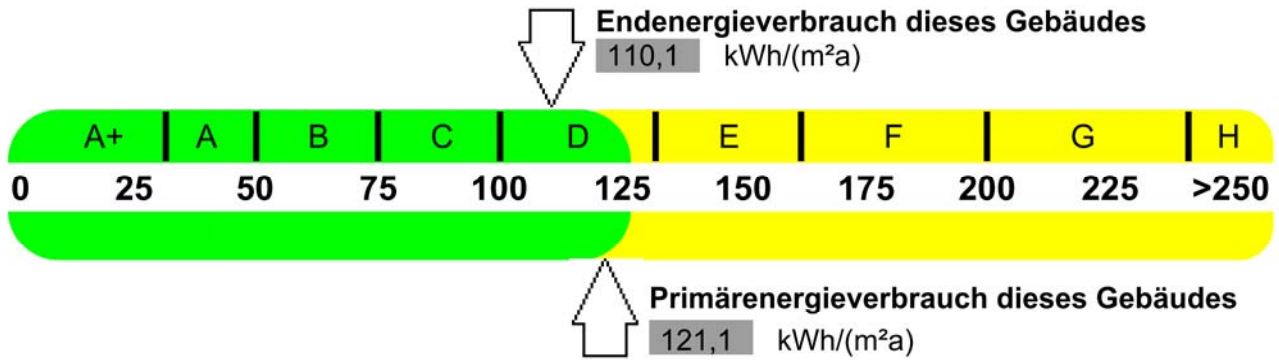 Endenergieverbrauch dieses Gebäudes
110,1 kWh/(m²a)
A+ A B C D E F G H
0 25 50 75 100 125 150 175 200 225 >250
Primärenergieverbrauch dieses Gebäudes
121,1 kWh/(m²a)